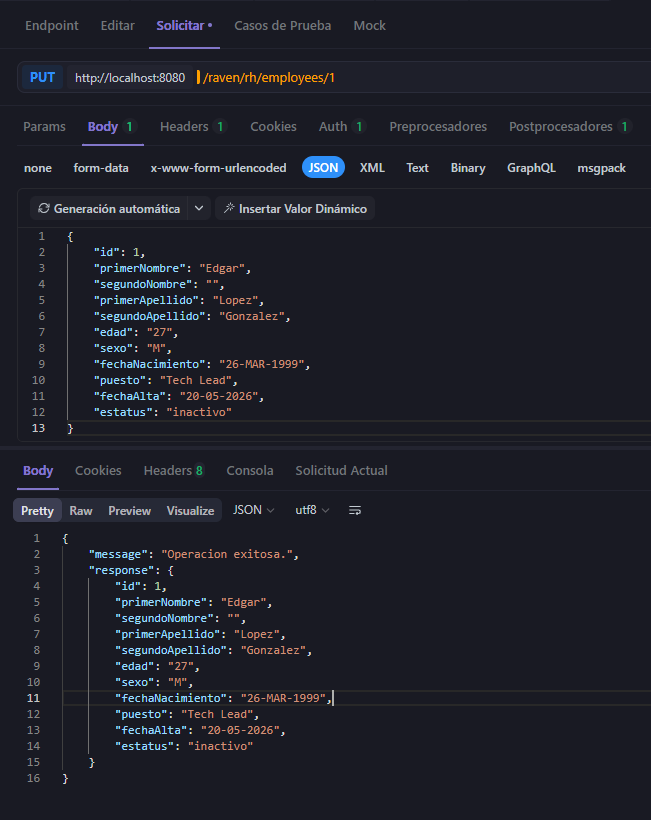 Endpoint Editar Solicitar • Casos de Prueba Mock
PUT http://localhost:8080 /raven/rh/employees/1
Params Body 1 Headers 1 Cookies Auth 1 Preprocesadores Postprocesadores 1
none form-data x-www-form-urlencoded JSON XML Text Binary GraphQL msgpack
Generación automática Insertar Valor Dinámico
1 {
2 "id": 1,
3 "primerNombre": "Edgar",
4 "segundoNombre": "",
5 "primerApellido": "Lopez",
6 "segundoApellido": "Gonzalez",
7 "edad": "27",
8 "sexo": "M",
9 "fechaNacimiento": "26-MAR-1999",
10 "puesto": "Tech Lead",
11 "fechaAlta": "20-05-2026",
12 "estatus": "inactivo"
13 }
Body Cookies Headers 8 Consola Solicitud Actual
Pretty Raw Preview Visualize JSON utf8
1 {
2 "message": "Operacion exitosa.",
3 "response": {
4 "id": 1,
5 "primerNombre": "Edgar",
6 "segundoNombre": "",
7 "primerApellido": "Lopez",
8 "segundoApellido": "Gonzalez",
9 "edad": "27",
10 "sexo": "M",
11 "fechaNacimiento": "26-MAR-1999",
12 "puesto": "Tech Lead",
13 "fechaAlta": "20-05-2026",
14 "estatus": "inactivo"
15 }
16 }